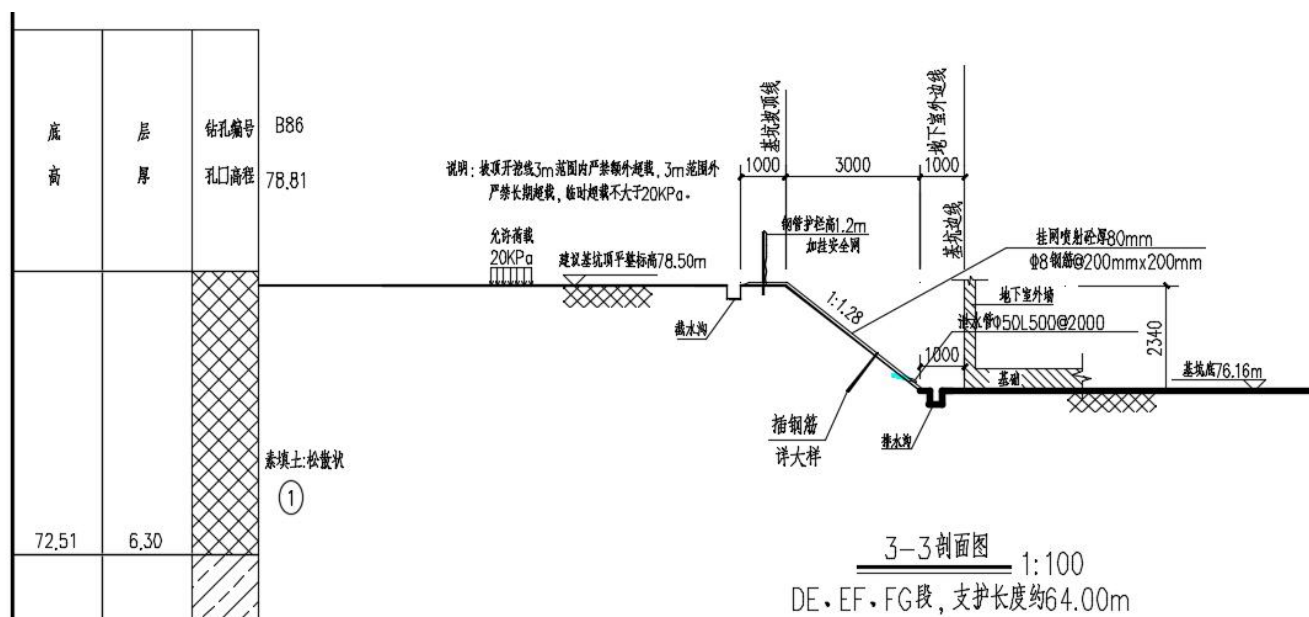 底
高
层
厚
钻孔编号 B86
孔口高程 78.81
说明：坡顶开挖线3m范围内严禁额外超载，3m范围外
严禁长期超载，临时超载不大于20KPa。
允许荷载
20KPa
建议基坑顶平整标高78.50m
截水沟
基坑坡顶线
地下室外边线
1000 3000 1000
钢管护栏高1.2m
加挂安全网
基坑边线
挂网喷射砼厚80mm
Φ8钢筋@200mmx200mm
地下室外墙
1:1.28
泄水管Φ50L500@2000
1000
2340
基础
基坑底76.16m
插钢筋
详大样
排水沟
素填土:松散状
1
72.51 6.30
3-3剖面图 1:100
DE、EF、FG段，支护长度约64.00m